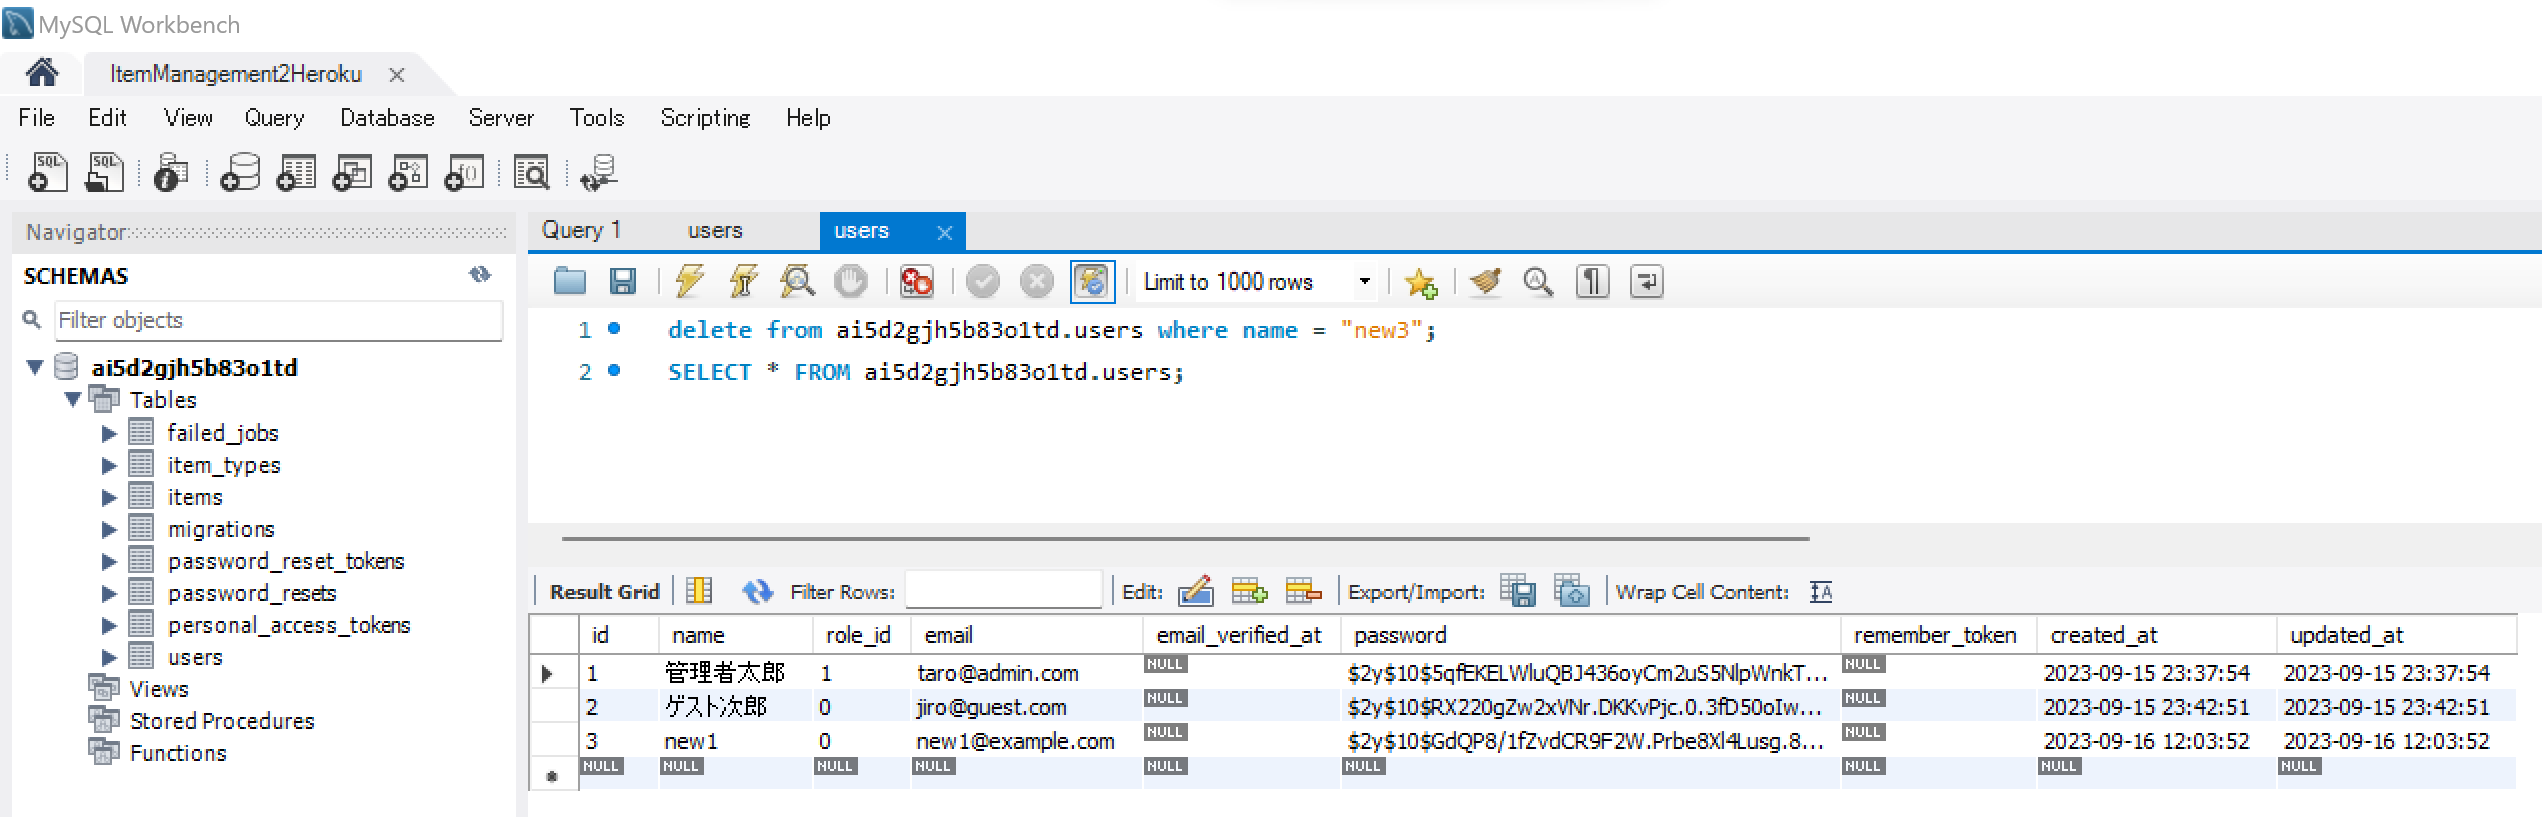 MySQL Workbench
ItemManagement2Heroku
File Edit View Query Database Server Tools Scripting Help
Navigator
SCHEMAS
Filter objects
ai5d2gjh5b83o1td
Tables
failed_jobs
item_types
items
migrations
password_reset_tokens
password_resets
personal_access_tokens
users
Views
Stored Procedures
Functions
Query 1 users users
Limit to 1000 rows
1 delete from ai5d2gjh5b83o1td.users where name = "new3";
2 SELECT * FROM ai5d2gjh5b83o1td.users;
Result Grid Filter Rows: Edit: Export/Import: Wrap Cell Content:
id name role_id email email_verified_at password remember_token created_at updated_at
1 管理者太郎 1 taro@admin.com NULL $2y$10$5qfEKELWluQBJ436oyCm2uS5NlpWnkT... NULL 2023-09-15 23:37:54 2023-09-15 23:37:54
2 ゲスト次郎 0 jiro@guest.com NULL $2y$10$RX220gZw2xVNr.DKKvPjc.0.3fD50oIw... NULL 2023-09-15 23:42:51 2023-09-15 23:42:51
3 new1 0 new1@example.com NULL $2y$10$GdQP8/1fZvdCR9F2W.Prbe8Xl4Lusg.8... NULL 2023-09-16 12:03:52 2023-09-16 12:03:52
NULL NULL NULL NULL NULL NULL NULL NULL NULL